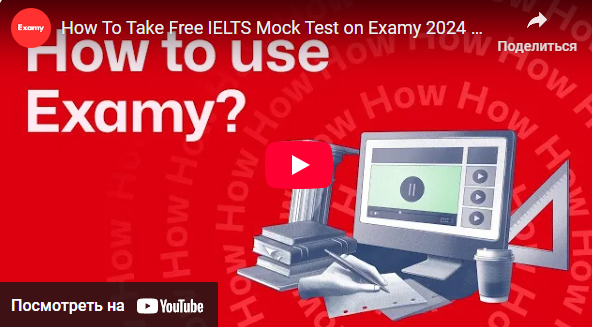 Examy
How To Take Free IELTS Mock Test on Examy 2024 ...
Поделиться
How to use
Examy?
How How How How How How
Посмотреть на YouTube